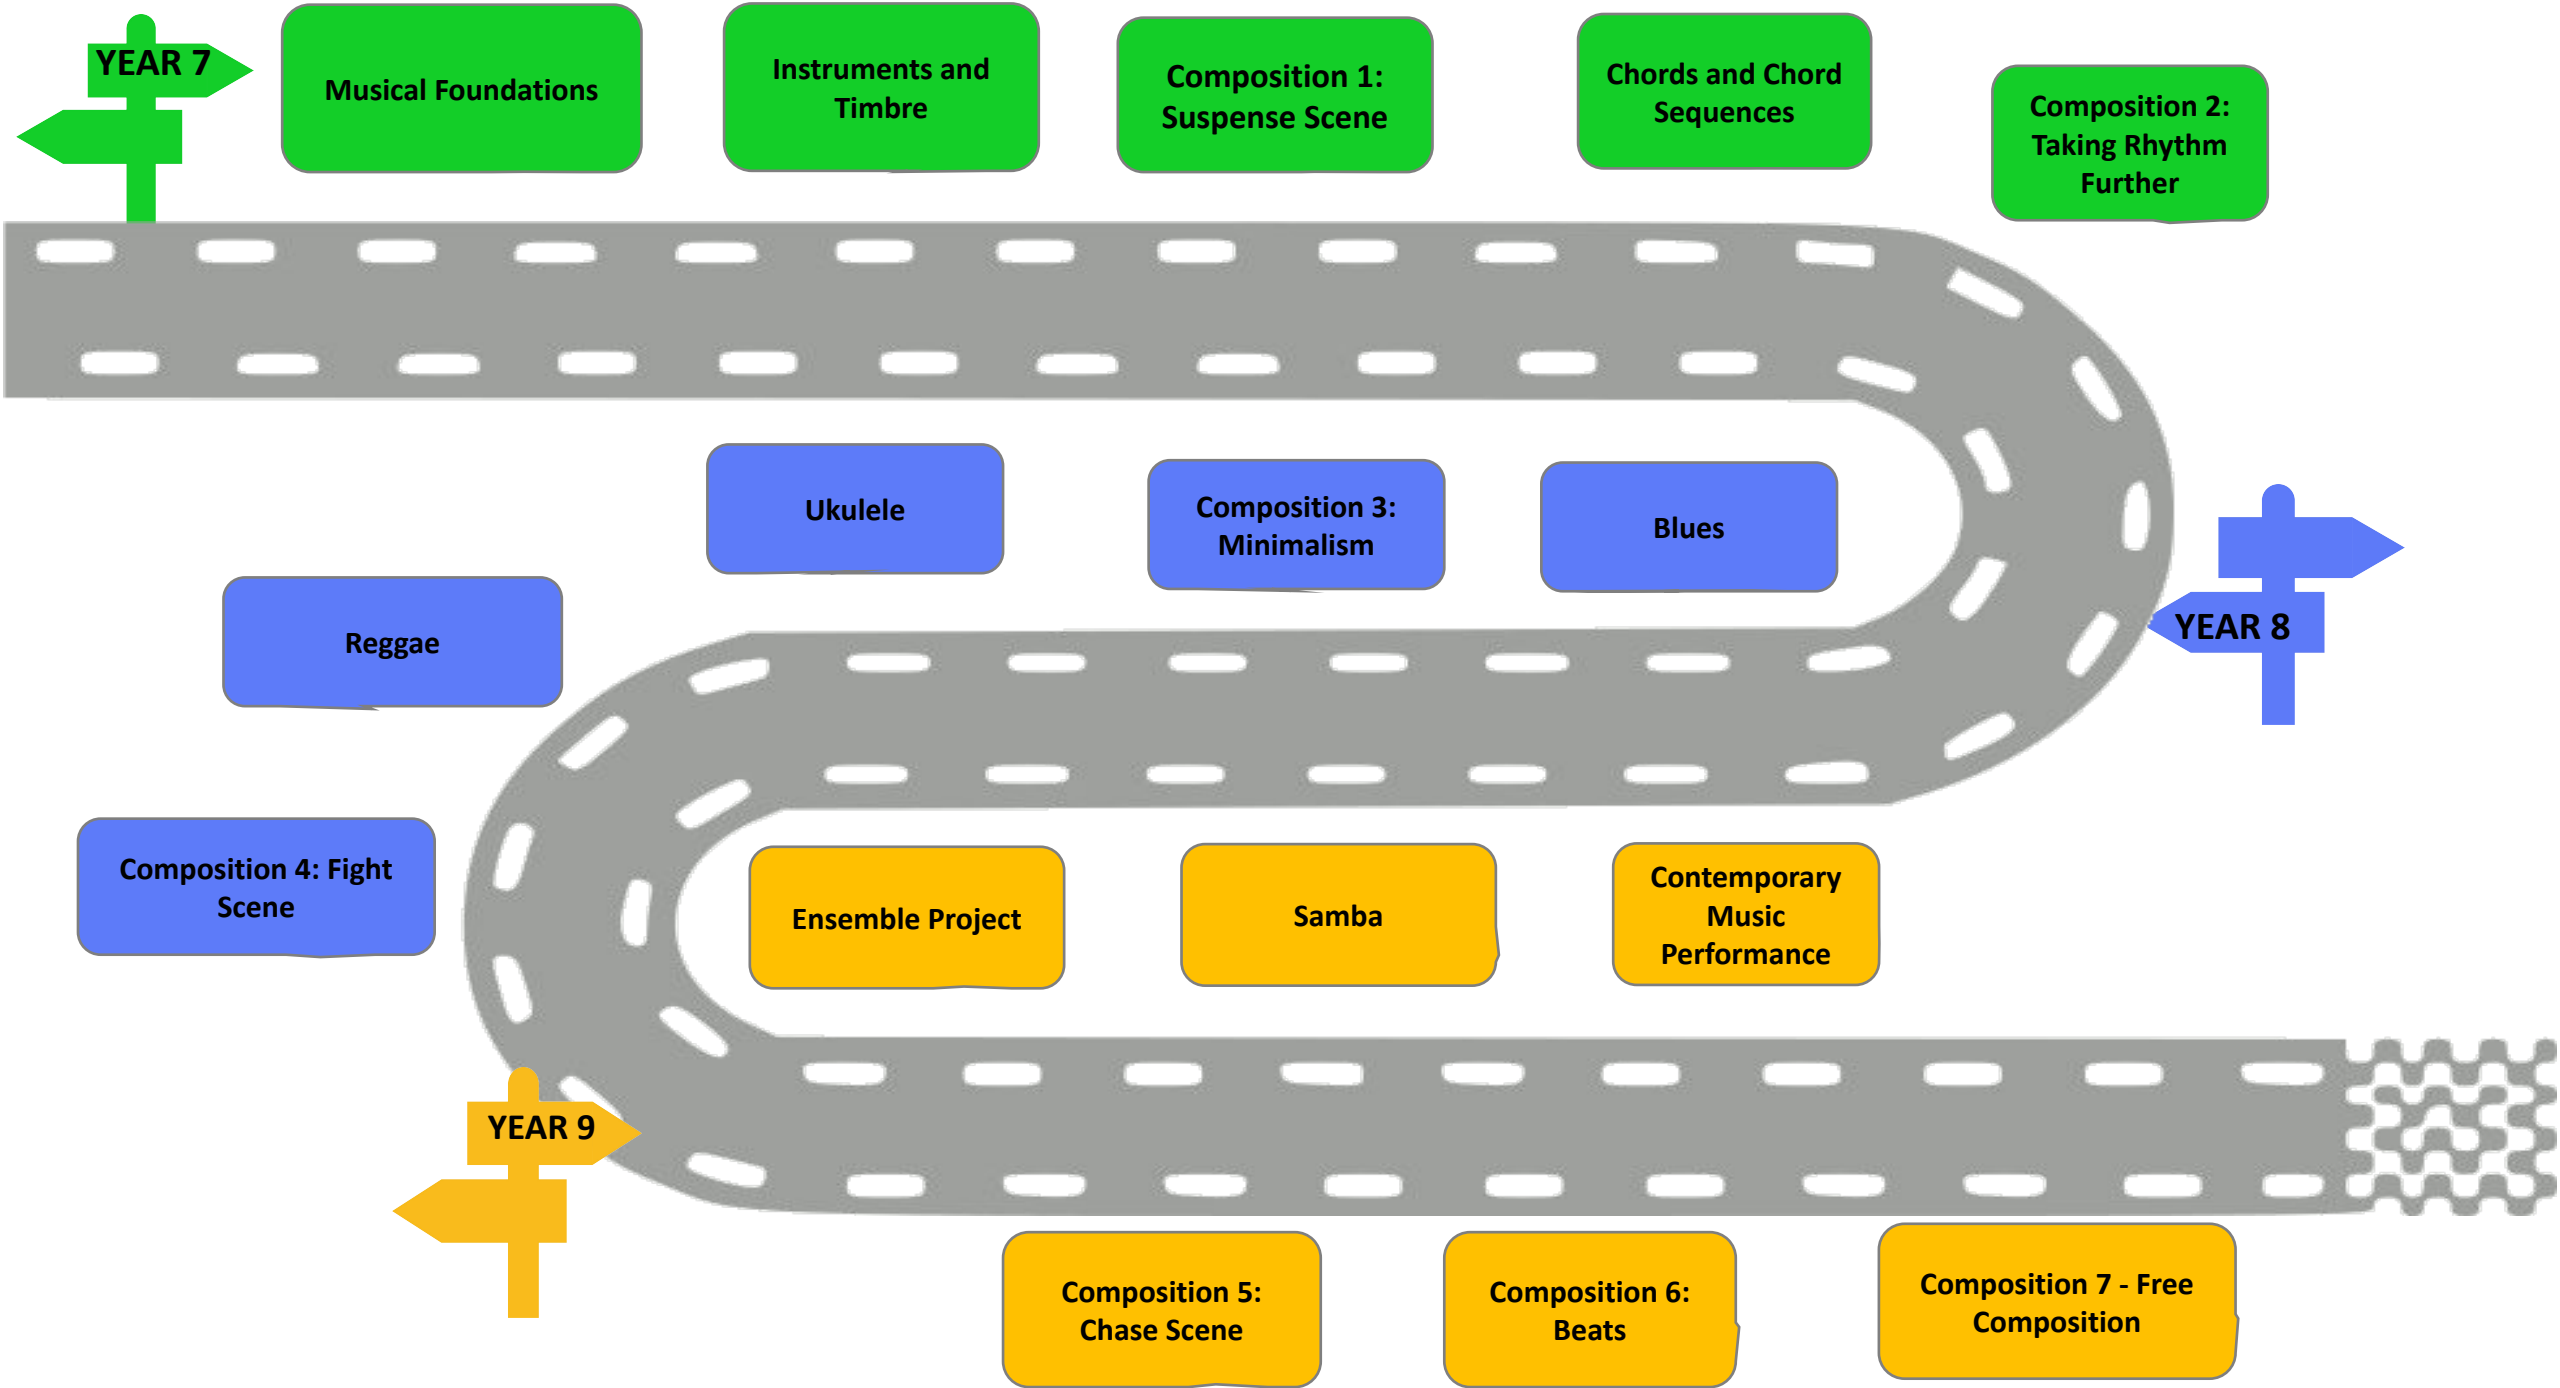 YEAR 7
Musical Foundations
Instruments and
Timbre
Composition 1:
Suspense Scene
Chords and Chord
Sequences
Composition 2:
Taking Rhythm
Further
YEAR 8
Blues
Composition 3:
Minimalism
Ukulele
Reggae
Composition 4: Fight
Scene
YEAR 9
Ensemble Project
Samba
Contemporary
Music
Performance
Composition 5:
Chase Scene
Composition 6:
Beats
Composition 7 - Free
Composition